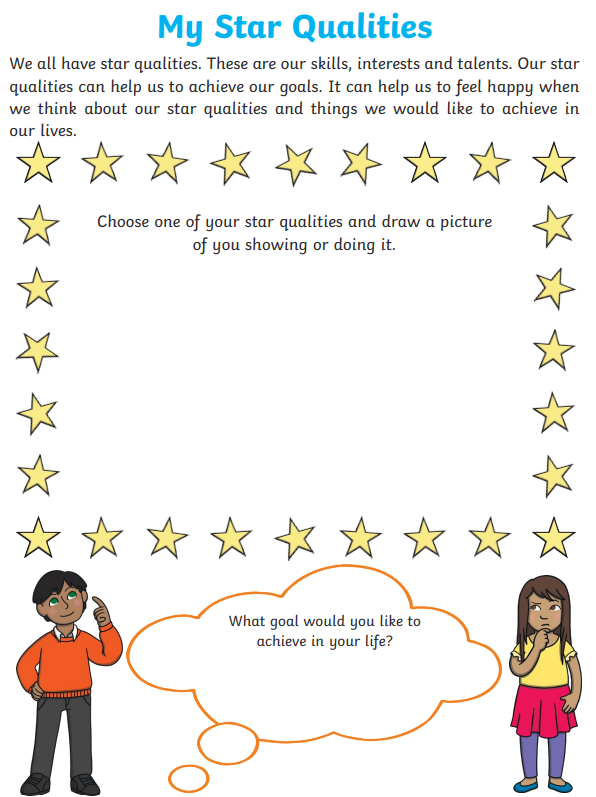 My Star Qualities
We all have star qualities. These are our skills, interests and talents. Our star
qualities can help us to achieve our goals. It can help us to feel happy when
we think about our star qualities and things we would like to achieve in
our lives.
Choose one of your star qualities and draw a picture
of you showing or doing it.
What goal would you like to
achieve in your life?